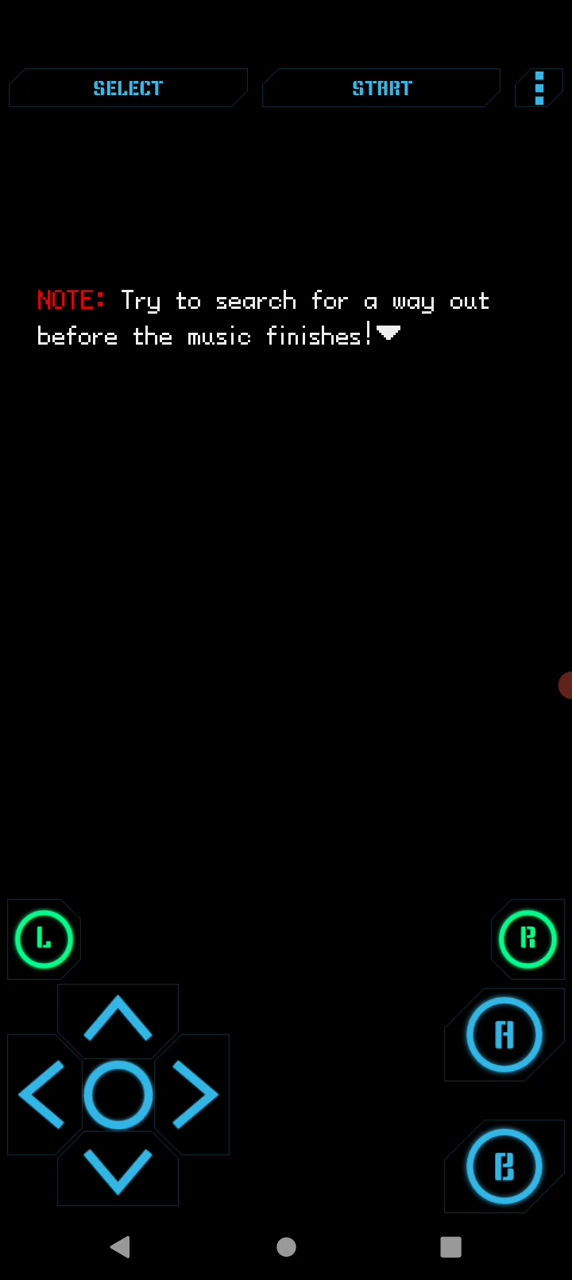 SELECT START
NOTE: Try to search for a way out
before the music finishes!
L R
A
B